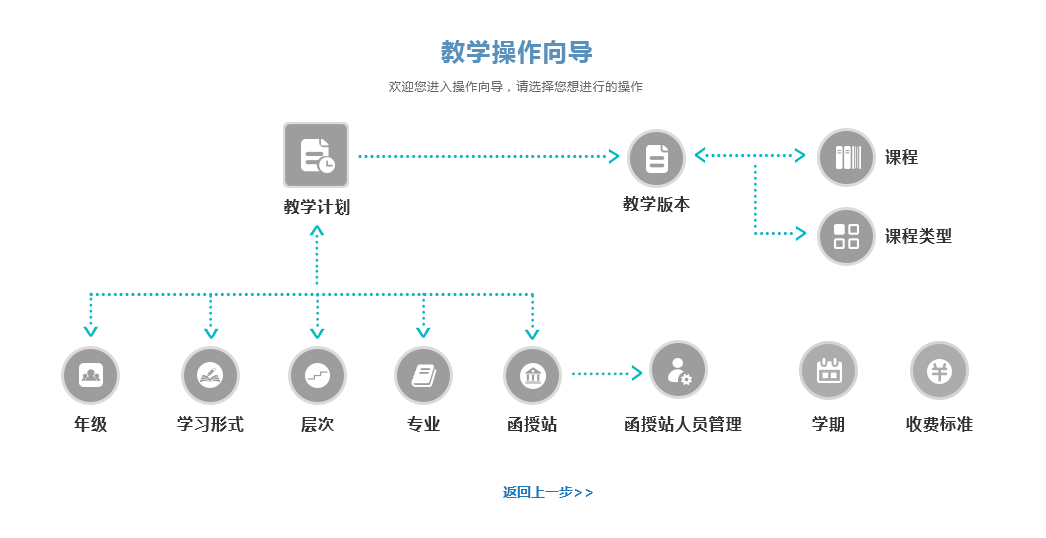 教学操作向导
欢迎您进入操作向导，请选择您想进行的操作
课程
教学计划
教学版本
课程类型
年级
学习形式
层次
专业
函授站
函授站人员管理
学期
收费标准
返回上一步>>